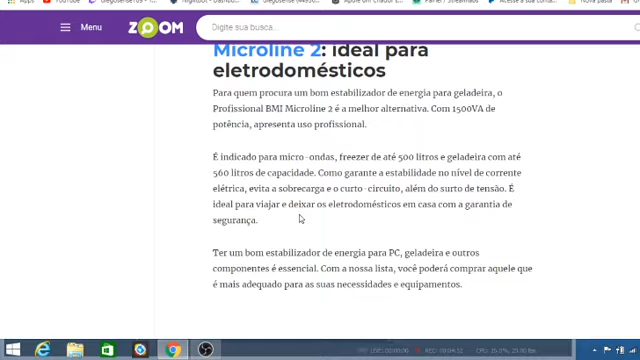 Apps YouTube
Menu ZOOM Digite sua busca...
Microline 2: ideal para
eletrodomésticos
Para quem procura um bom estabilizador de energia para geladeira, o
Profissional BMI Microline 2 é a melhor alternativa. Com 1500VA de
potência, apresenta uso profissional.
É indicado para micro-ondas, freezer de até 500 litros e geladeira com até
560 litros de capacidade. Como garante a estabilidade no nível de corrente
elétrica, evita a sobrecarga e o curto-circuito, além do surto de tensão. É
ideal para viajar e deixar os eletrodomésticos em casa com a garantia de
segurança.
Ter um bom estabilizador de energia para PC, geladeira e outros
componentes é essencial. Com a nossa lista, você poderá comprar aquele que
é mais adequado para as suas necessidades e equipamentos.